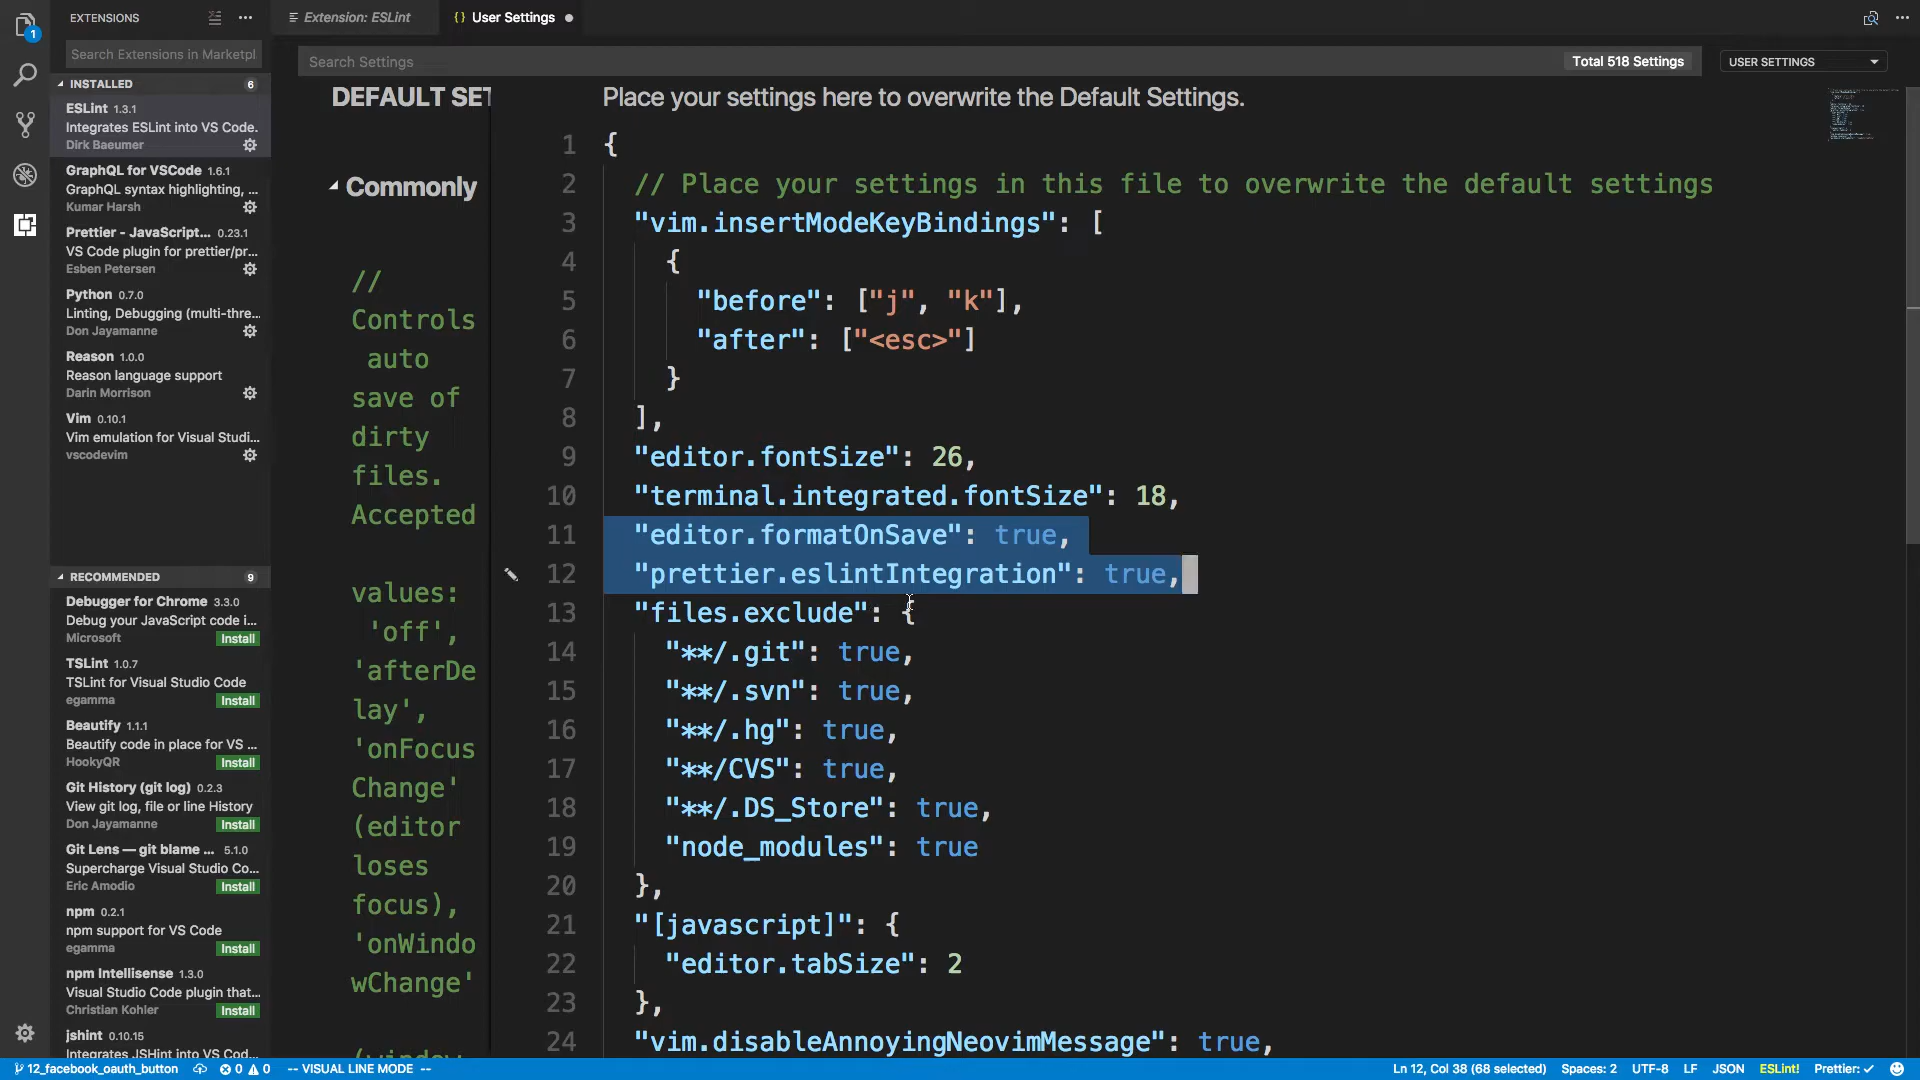 EXTENSIONS
Extension: ESLint
{} User Settings
1
Search Extensions in Marketpl
Search Settings
Total 518 Settings
USER SETTINGS
INSTALLED 6
ESLint 1.3.1
Integrates ESLint into VS Code.
Dirk Baeumer
GraphQL for VSCode 1.6.1
GraphQL syntax highlighting, ...
Kumar Harsh
Prettier - JavaScript... 0.23.1
VS Code plugin for prettier/pr...
Esben Petersen
Python 0.7.0
Linting, Debugging (multi-thre...
Don Jayamanne
Reason 1.0.0
Reason language support
Darin Morrison
Vim 0.10.1
Vim emulation for Visual Studi...
vscodevim
RECOMMENDED 9
Debugger for Chrome 3.3.0
Debug your JavaScript code i...
Microsoft Install
TSLint 1.0.7
TSLint for Visual Studio Code
egamma Install
Beautify 1.1.1
Beautify code in place for VS ...
HookyQR Install
Git History (git log) 0.2.3
View git log, file or line History
Don Jayamanne Install
Git Lens — git blame ... 5.1.0
Supercharge Visual Studio Co...
Eric Amodio Install
npm 0.2.1
npm support for VS Code
egamma Install
npm Intellisense 1.3.0
Visual Studio Code plugin that...
Christian Kohler Install
jshint 0.10.15
Integrates JSHint into VS Cod...
DEFAULT SET
Commonly
//
Controls
auto
save of
dirty
files.
Accepted
values:
'off',
'afterDe
lay',
'onFocus
Change'
(editor
loses
focus),
'onWindo
wChange'
(window
Place your settings here to overwrite the Default Settings.
1 {
2 // Place your settings in this file to overwrite the default settings
3 "vim.insertModeKeyBindings": [
4 {
5 "before": ["j", "k"],
6 "after": ["<esc>"]
7 }
8 ],
9 "editor.fontSize": 26,
10 "terminal.integrated.fontSize": 18,
11 "editor.formatOnSave": true,
12 "prettier.eslintIntegration": true,
13 "files.exclude": {
14 "**/.git": true,
15 "**/.svn": true,
16 "**/.hg": true,
17 "**/CVS": true,
18 "**/.DS_Store": true,
19 "node_modules": true
20 },
21 "[javascript]": {
22 "editor.tabSize": 2
23 },
24 "vim.disableAnnoyingNeovimMessage": true,
12_facebook_oauth_button 0 0 -- VISUAL LINE MODE -- Ln 12, Col 38 (68 selected) Spaces: 2 UTF-8 LF JSON ESLint! Prettier: ✓